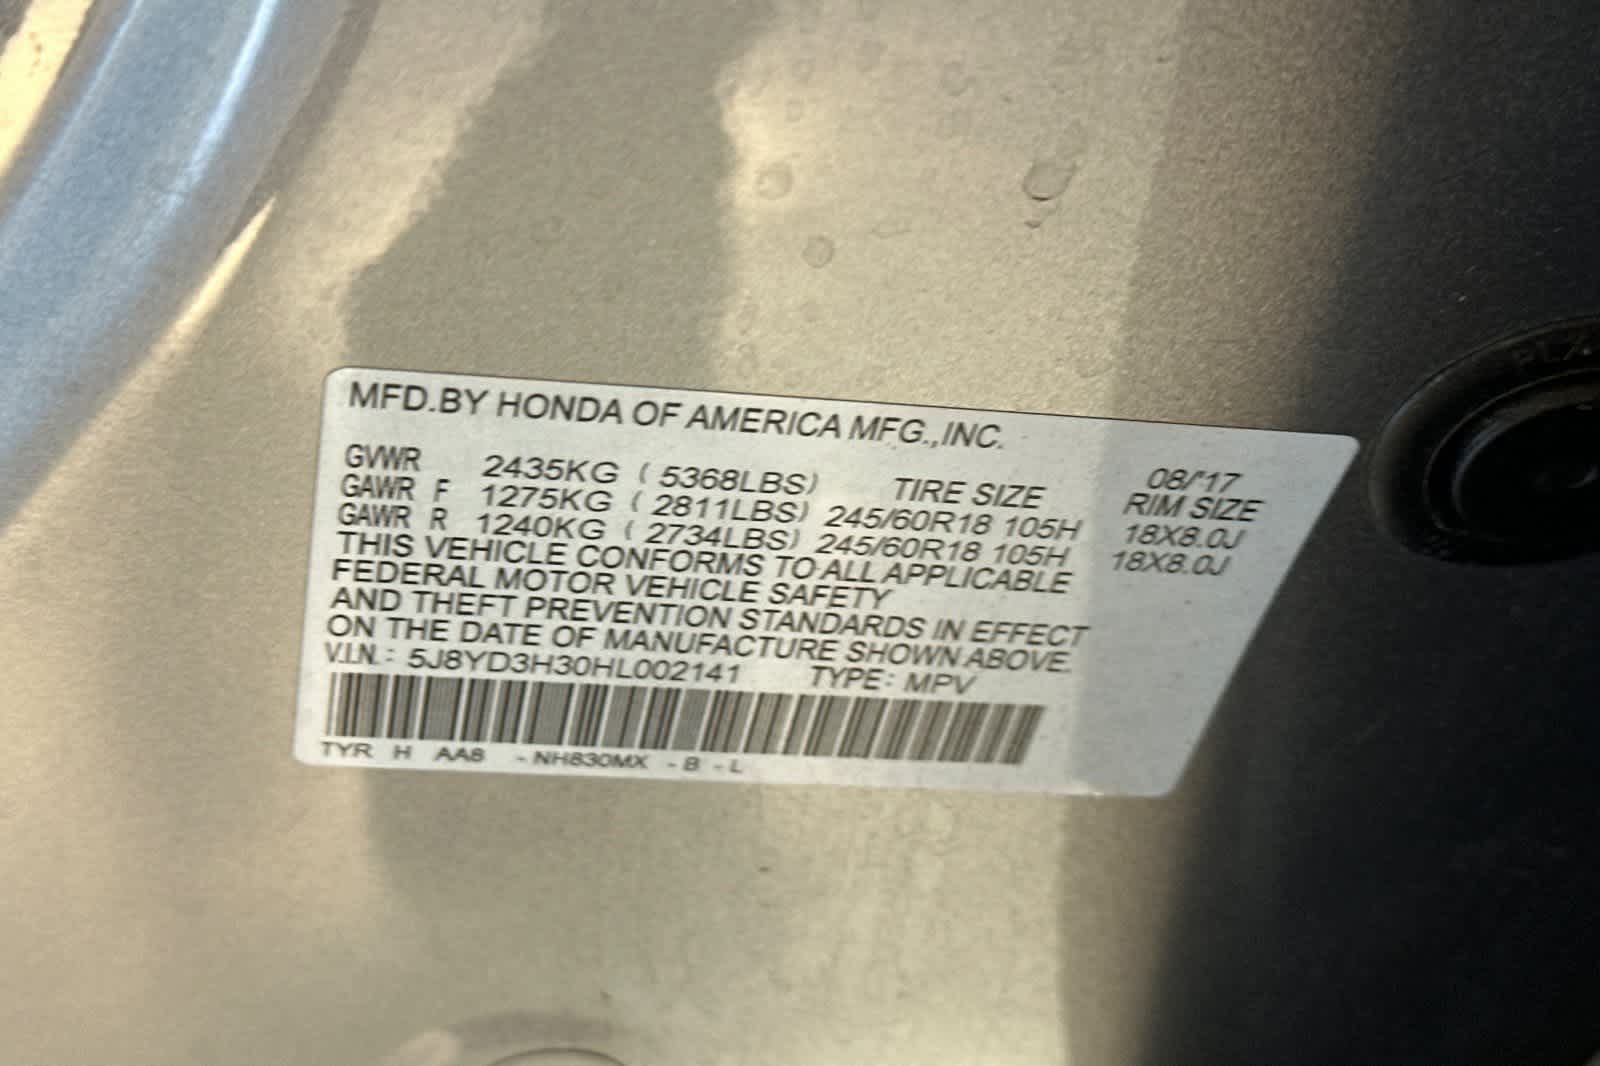 MFD.BY HONDA OF AMERICA MFG.,INC.
08/'17
GVWR 2435KG ( 5368LBS) TIRE SIZE RIM SIZE
GAWR F 1275KG ( 2811LBS) 245/60R18 105H 18X8.0J
GAWR R 1240KG ( 2734LBS) 245/60R18 105H 18X8.0J
THIS VEHICLE CONFORMS TO ALL APPLICABLE
FEDERAL MOTOR VEHICLE SAFETY
AND THEFT PREVENTION STANDARDS IN EFFECT
ON THE DATE OF MANUFACTURE SHOWN ABOVE.
V.I.N.: 5J8YD3H30HL002141 TYPE: MPV
TYR H AA8 -NH830MX -B -L